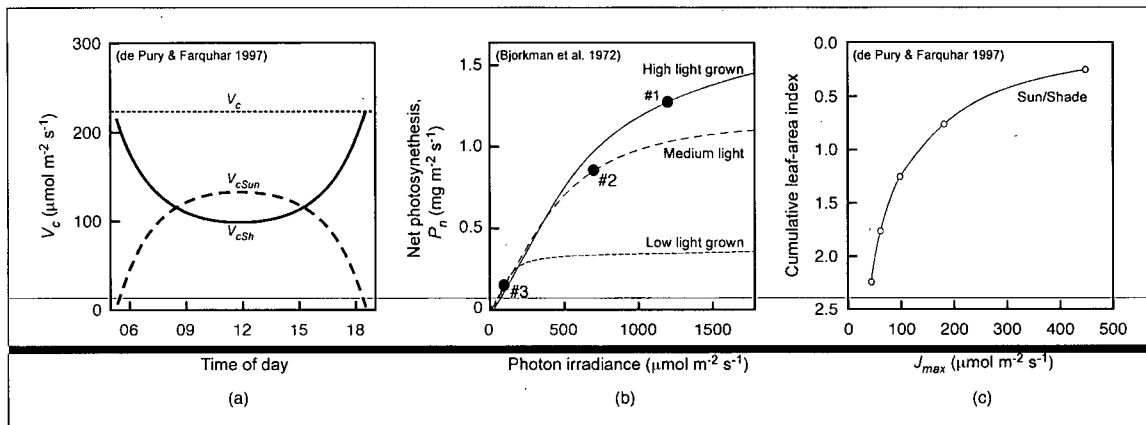 (de Pury & Farquhar 1997)
300
200
100
0
V_c (µmol m⁻² s⁻¹)
V_c
V_cSun
V_cSh
06 09 12 15 18
Time of day
(a)
(Bjorkman et al. 1972)
1.5
1.0
0.5
0.0
Net photosynethesis,
P_n (mg m⁻² s⁻¹)
High light grown
#1
Medium light
#2
Low light grown
#3
0 500 1000 1500
Photon irradiance (µmol m⁻² s⁻¹)
(b)
(de Pury & Farquhar 1997)
0.0
0.5
1.0
1.5
2.0
2.5
Cumulative leaf-area index
Sun/Shade
0 100 200 300 400 500
J_max (µmol m⁻² s⁻¹)
(c)